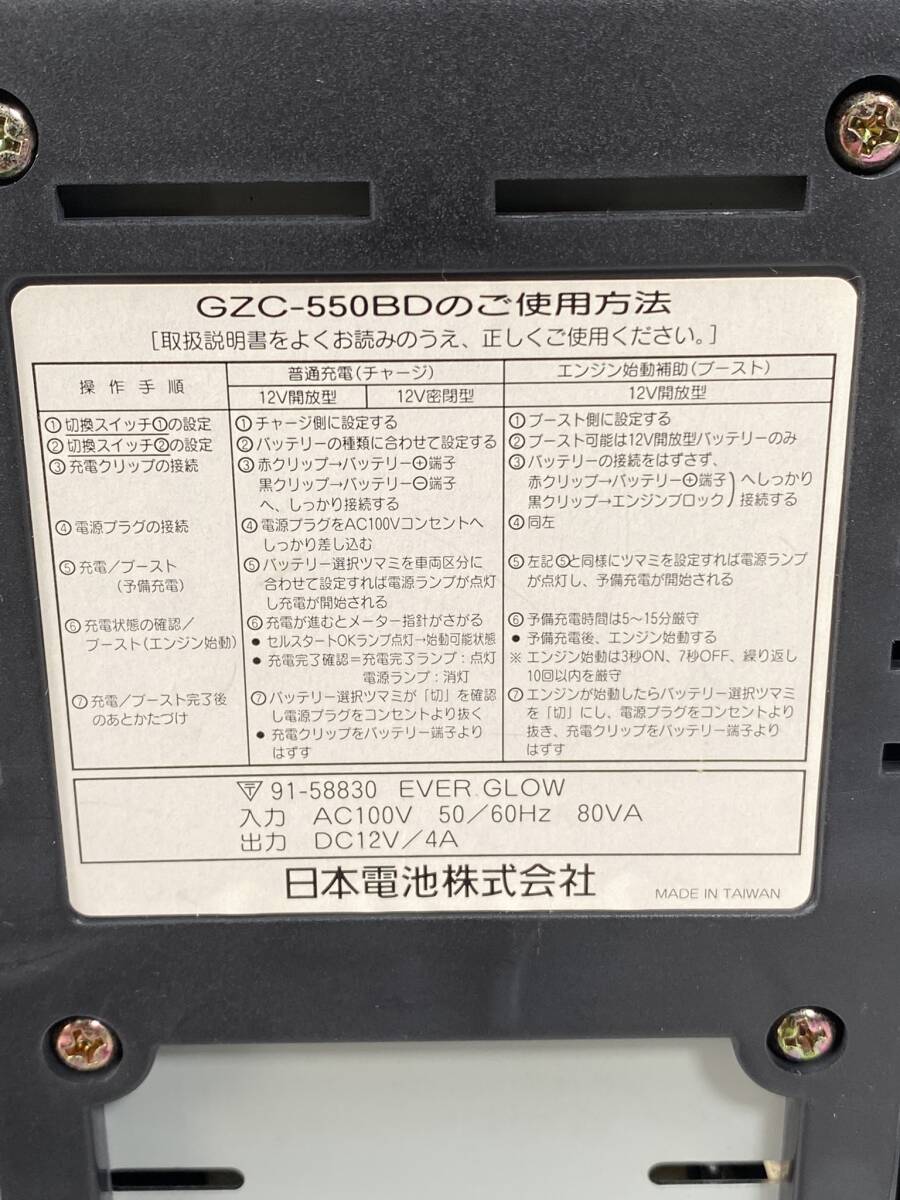 GZC-550BDのご使用方法
[取扱説明書をよくお読みのうえ、正しくご使用ください。]
操作手順
普通充電(チャージ)
エンジン始動補助(ブースト)
12V開放型
12V密閉型
12V開放型
①切換スイッチ①の設定
②切換スイッチ②の設定
③充電クリップの接続
④電源プラグの接続
⑤充電/ブースト
(予備充電)
⑥充電状態の確認/
ブースト(エンジン始動)
⑦充電/ブースト完了後
のあとかたづけ
①チャージ側に設定する
②バッテリーの種類に合わせて設定する
③赤クリップ→バッテリー⊕端子
黒クリップ→バッテリー⊖端子
へ、しっかり接続する
④電源プラグをAC100Vコンセントへ
しっかり差し込む
⑤バッテリー選択ツマミを車両区分に
合わせて設定すれば電源ランプが点灯
し充電が開始される
⑥充電が進むとメーター指針がさがる
●セルスタートOKランプ点灯→始動可能状態
●充電完了確認=充電完了ランプ:点灯
電源ランプ:消灯
⑦バッテリー選択ツマミが「切」を確認
し電源プラグをコンセントより抜く
●充電クリップをバッテリー端子より
はずす
①ブースト側に設定する
②ブースト可能は12V開放型バッテリーのみ
③バッテリーの接続をはずさず、
赤クリップ→バッテリー⊕端子)へしっかり
黒クリップ→エンジンブロック)接続する
④同左
⑤左記⑤と同様にツマミを設定すれば電源ランプ
が点灯し、予備充電が開始される
⑥予備充電時間は5〜15分厳守
●予備充電後、エンジン始動する
※エンジン始動は3秒ON、7秒OFF、繰り返し
10回以内を厳守
⑦エンジンが始動したらバッテリー選択ツマミ
を「切」にし、電源プラグをコンセントより
抜き、充電クリップをバッテリー端子より
はずす
91-58830 EVER GLOW
入力 AC100V 50/60Hz 80VA
出力 DC12V/4A
日本電池株式会社
MADE IN TAIWAN